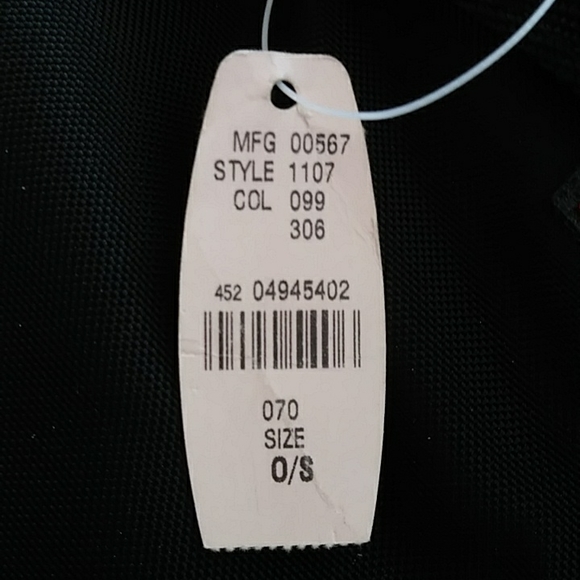 MFG 00567
STYLE 1107
COL 099
306
452 04945402
070
SIZE
O/S